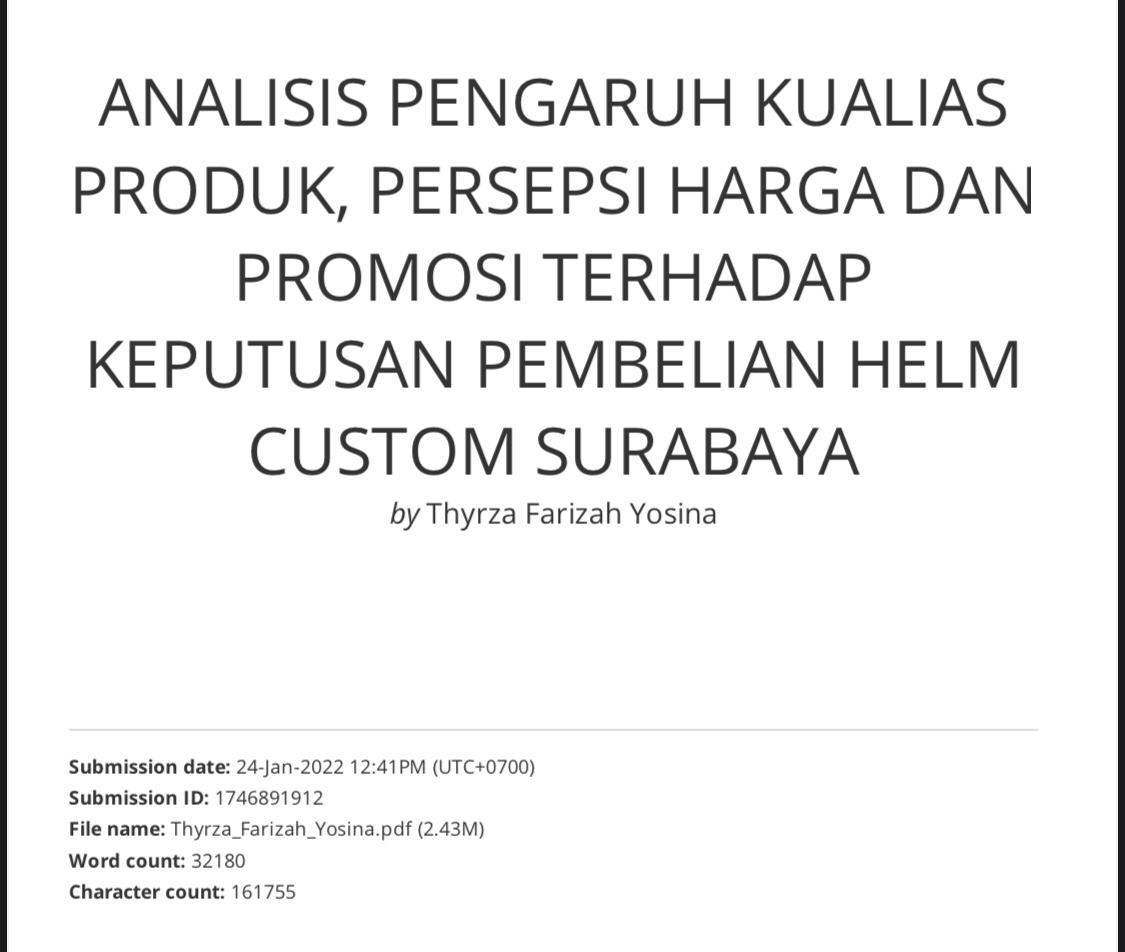 ANALISIS PENGARUH KUALIAS
PRODUK, PERSEPSI HARGA DAN
PROMOSI TERHADAP
KEPUTUSAN PEMBELIAN HELM
CUSTOM SURABAYA
by Thyrza Farizah Yosina
Submission date: 24-Jan-2022 12:41PM (UTC+0700)
Submission ID: 1746891912
File name: Thyrza_Farizah_Yosina.pdf (2.43M)
Word count: 32180
Character count: 161755